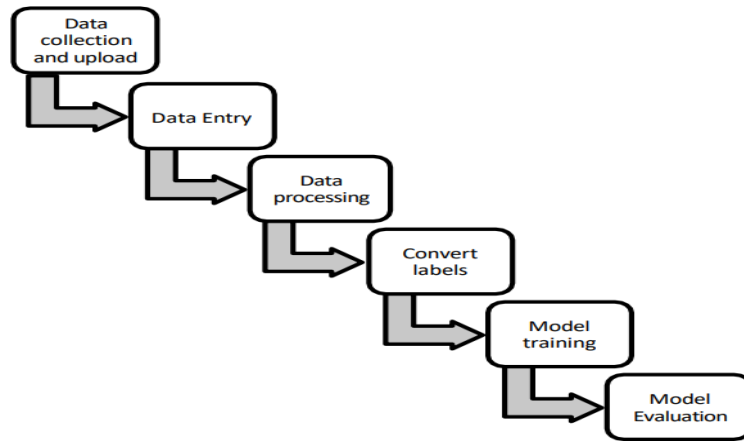 Data
collection
and upload
Data Entry
Data
processing
Convert
labels
Model
training
Model
Evaluation